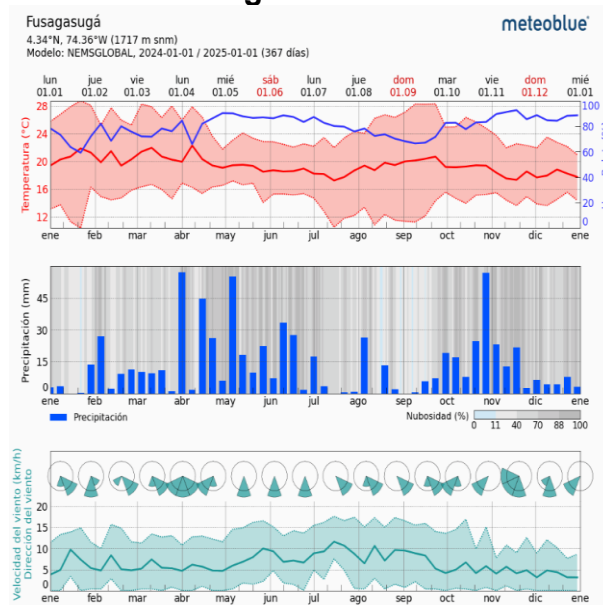 Fusagasugá
meteoblue
4.34°N, 74.36°W (1717 m snm)
Modelo: NEMSGLOBAL, 2024-01-01 / 2025-01-01 (367 días)
lun jue vie lun mié sáb lun jue dom mar vie dom mié
01.01 01.02 01.03 01.04 01.05 01.06 01.07 01.08 01.09 01.10 01.11 01.12 01.01
Temperatura (°C)
28
24
20
16
12
100
80
60
40
20
0
ene feb mar abr may jun jul ago sep oct nov dic ene
Precipitación (mm)
45
30
15
0
ene feb mar abr may jun jul ago sep oct nov dic ene
Precipitación
Nubosidad (%)
0 11 40 70 88 100
Velocidad del viento (km/h)
Dirección del viento
20
15
10
5
0
ene feb mar abr may jun jul ago sep oct nov dic ene